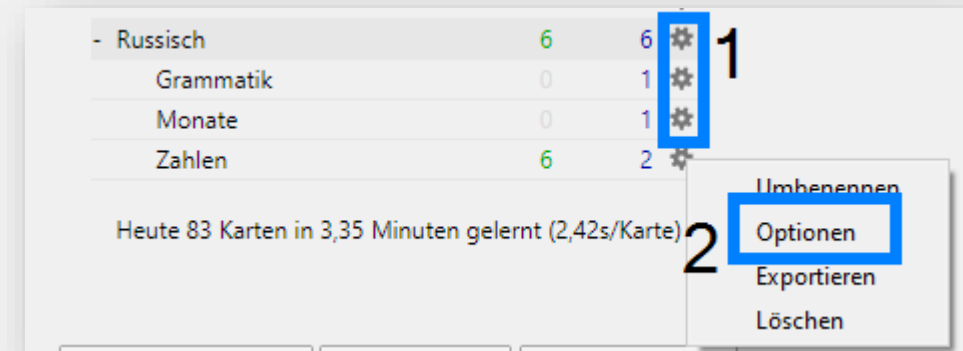 - Russisch 6 6 1
Grammatik 0 1
Monate 0 1
Zahlen 6 2
Umbenennen
Heute 83 Karten in 3,35 Minuten gelernt (2,42s/Karte) 2 Optionen
Exportieren
Löschen